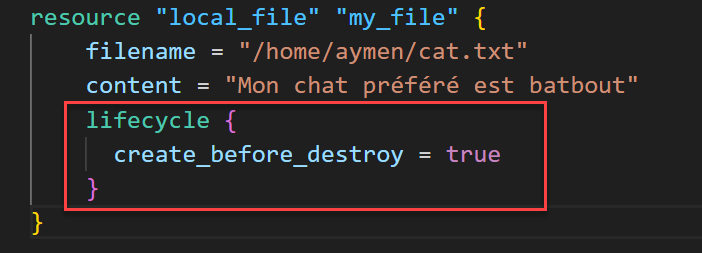 resource "local_file" "my_file" {
filename = "/home/aymen/cat.txt"
content = "Mon chat préféré est batbout"
lifecycle {
create_before_destroy = true
}
}